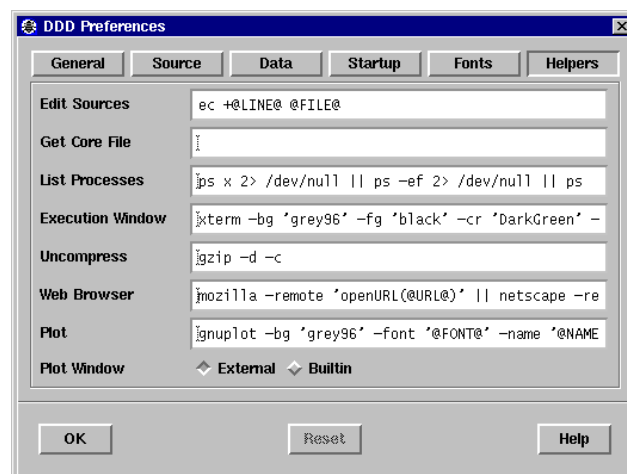 DDD Preferences
General Source Data Startup Fonts Helpers
Edit Sources ec +@LINE@ @FILE@
Get Core File
List Processes ps x 2> /dev/null || ps -ef 2> /dev/null || ps
Execution Window xterm -bg 'grey96' -fg 'black' -cr 'DarkGreen' -
Uncompress gzip -d -c
Web Browser mozilla -remote 'openURL(@URL@)' || netscape -re
Plot gnuplot -bg 'grey96' -font '@FONT@' -name '@NAME
Plot Window External Builtin
OK Reset Help